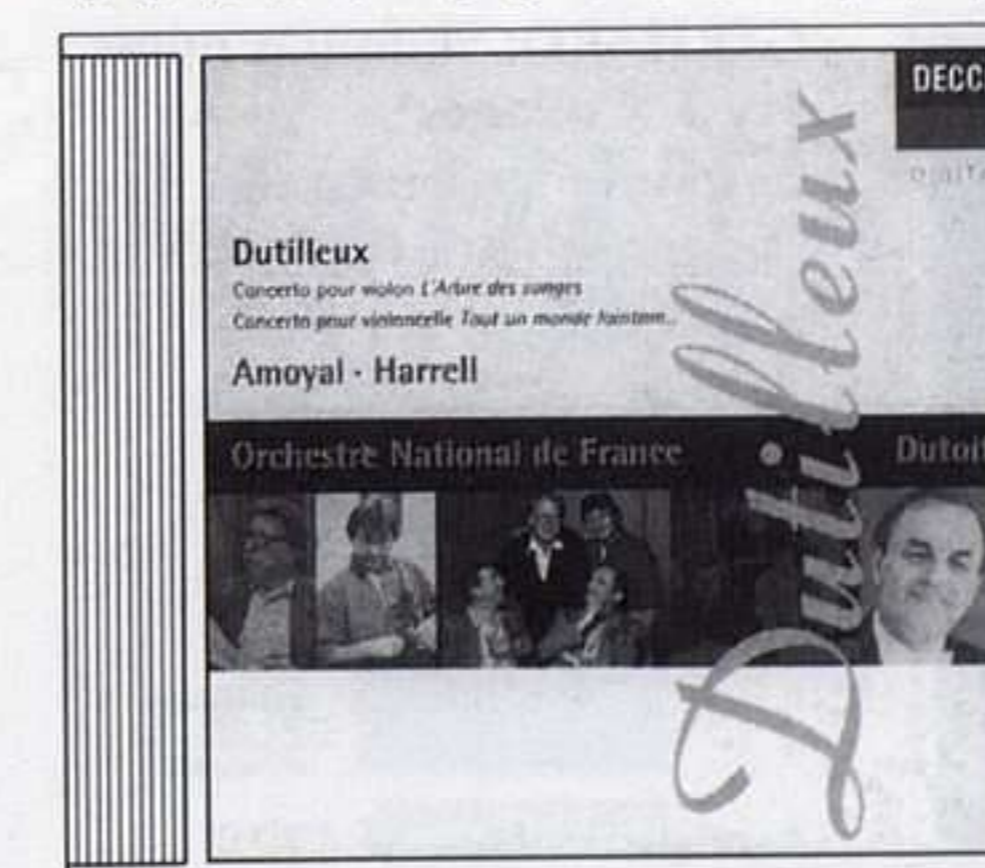 DECC
DIGITA
Dutilleux
Concerto pour violon L'Arbre des songes
Concerto pour violoncelle Tout un monde lointain...
Amoyal · Harrell
Orchestre National de France
Dutoit
Dutilleux